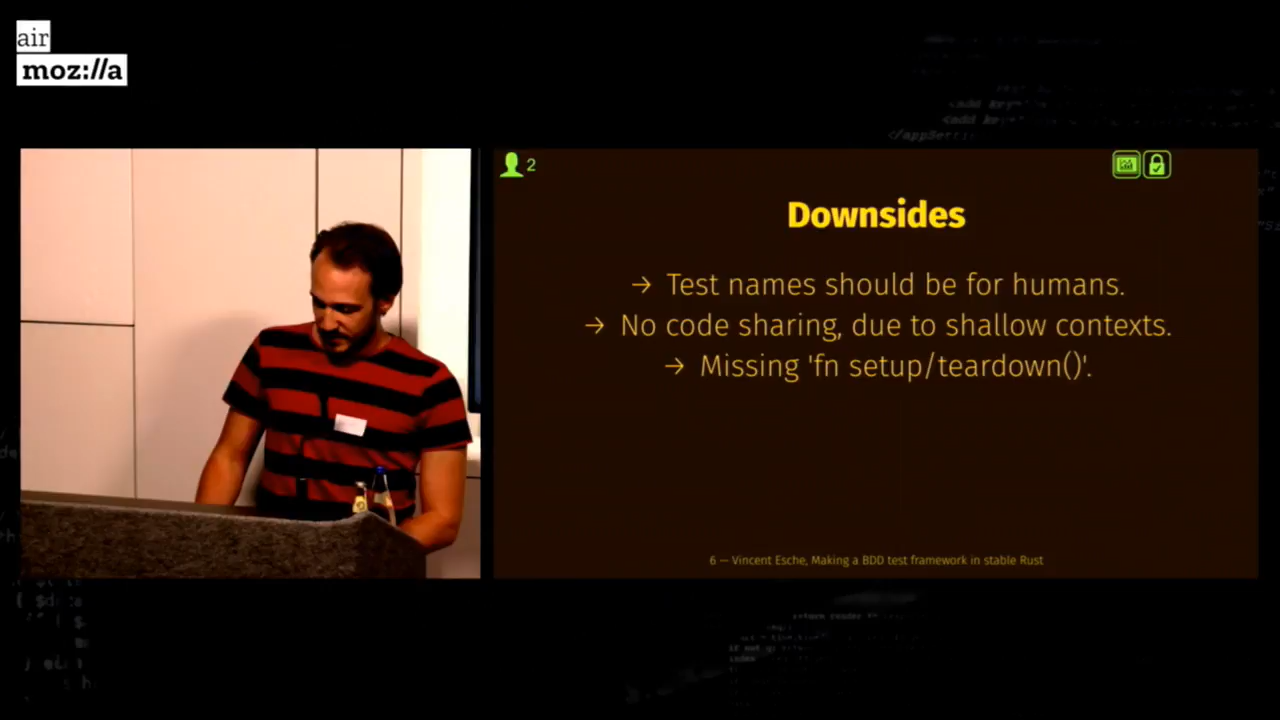 air
moz://a
2
Downsides
→ Test names should be for humans.
→ No code sharing, due to shallow contexts.
→ Missing 'fn setup/teardown()'.
6 — Vincent Esche, Making a BDD test framework in stable Rust